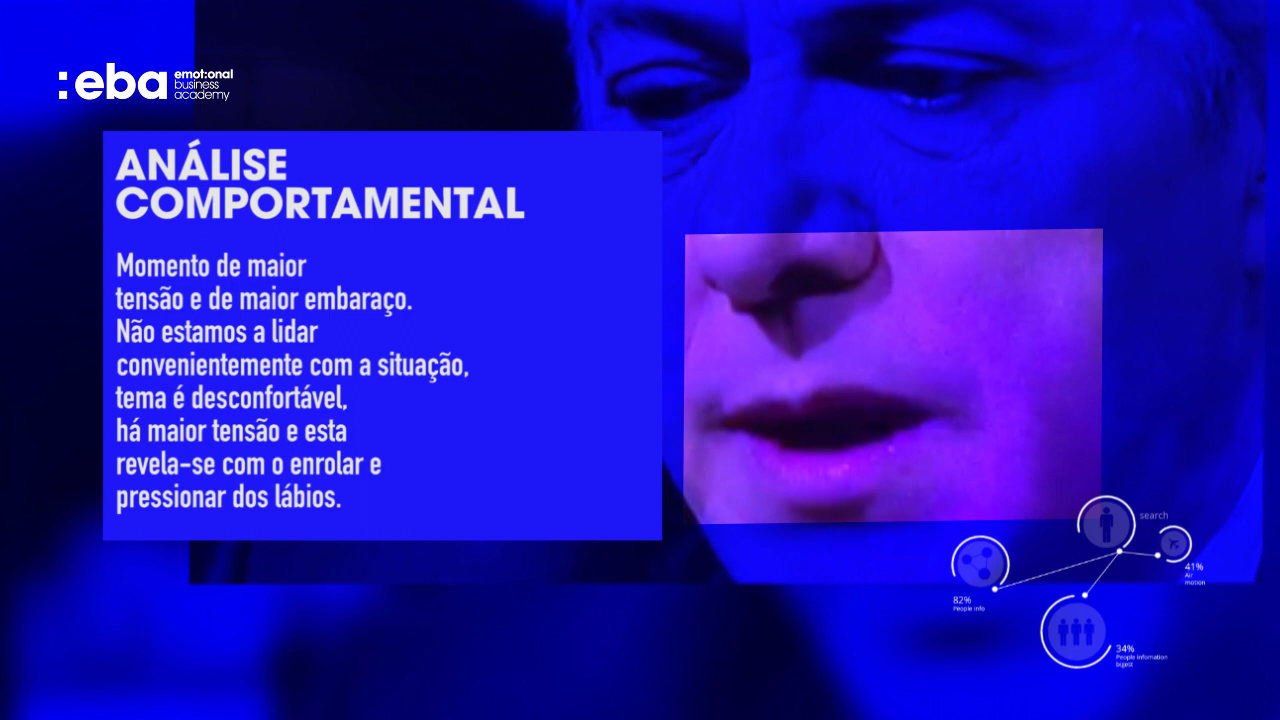 :eba emot:onal
business
academy
ANÁLISE
COMPORTAMENTAL
Momento de maior
tensão e de maior embaraço.
Não estamos a lidar
convenientemente com a situação,
tema é desconfortável,
há maior tensão e esta
revela-se com o enrolar e
pressionar dos lábios.
search
41%
Air
motion
82%
People info
34%
People infomation
bigest